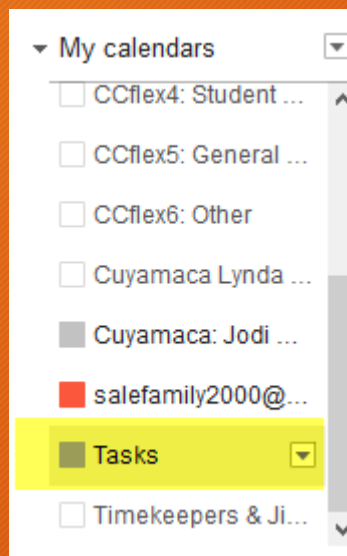 My calendars
CCflex4: Student ...
CCflex5: General ...
CCflex6: Other
Cuyamaca Lynda ...
Cuyamaca: Jodi ...
salefamily2000@...
Tasks
Timekeepers & Ji...